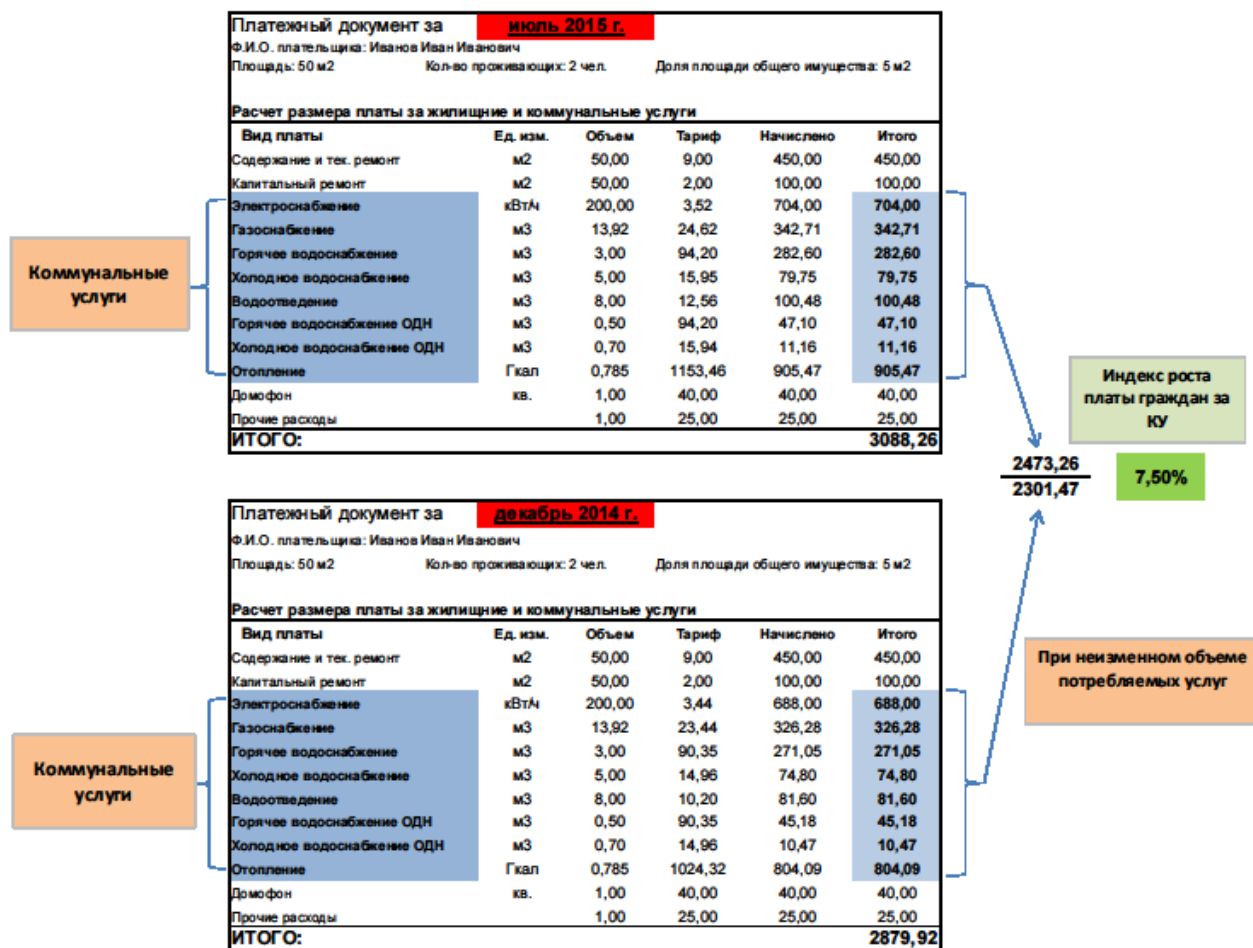 Платежный документ за июль 2015 г.
Ф.И.О. плательщика: Иванов Иван Иванович
Площадь: 50 м2 Кол-во проживающих: 2 чел. Доля площади общего имущества: 5 м2
Расчет размера платы за жилищние и коммунальные услуги
Вид платы Ед. изм. Объем Тариф Начислено Итого
Содержание и тек. ремонт м2 50,00 9,00 450,00 450,00
Капитальный ремонт м2 50,00 2,00 100,00 100,00
Электроснабжение кВт/ч 200,00 3,52 704,00 704,00
Газоснабжение м3 13,92 24,62 342,71 342,71
Горячее водоснабжение м3 3,00 94,20 282,60 282,60
Холодное водоснабжение м3 5,00 15,95 79,75 79,75
Водоотведение м3 8,00 12,56 100,48 100,48
Горячее водоснабжение ОДН м3 0,50 94,20 47,10 47,10
Холодное водоснабжение ОДН м3 0,70 15,94 11,16 11,16
Отопление Гкал 0,785 1153,46 905,47 905,47
Домофон кв. 1,00 40,00 40,00 40,00
Прочие расходы 1,00 25,00 25,00 25,00
ИТОГО: 3088,26
Коммунальные
услуги
Индекс роста
платы граждан за
КУ
2473,26
2301,47
7,50%
Платежный документ за декабрь 2014 г.
Ф.И.О. плательщика: Иванов Иван Иванович
Площадь: 50 м2 Кол-во проживающих: 2 чел. Доля площади общего имущества: 5 м2
Расчет размера платы за жилищние и коммунальные услуги
Вид платы Ед. изм. Объем Тариф Начислено Итого
Содержание и тек. ремонт м2 50,00 9,00 450,00 450,00
Капитальный ремонт м2 50,00 2,00 100,00 100,00
Электроснабжение кВт/ч 200,00 3,44 688,00 688,00
Газоснабжение м3 13,92 23,44 326,28 326,28
Горячее водоснабжение м3 3,00 90,35 271,05 271,05
Холодное водоснабжение м3 5,00 14,96 74,80 74,80
Водоотведение м3 8,00 10,20 81,60 81,60
Горячее водоснабжение ОДН м3 0,50 90,35 45,18 45,18
Холодное водоснабжение ОДН м3 0,70 14,96 10,47 10,47
Отопление Гкал 0,785 1024,32 804,09 804,09
Домофон кв. 1,00 40,00 40,00 40,00
Прочие расходы 1,00 25,00 25,00 25,00
ИТОГО: 2879,92
Коммунальные
услуги
При неизменном объеме
потребляемых услуг